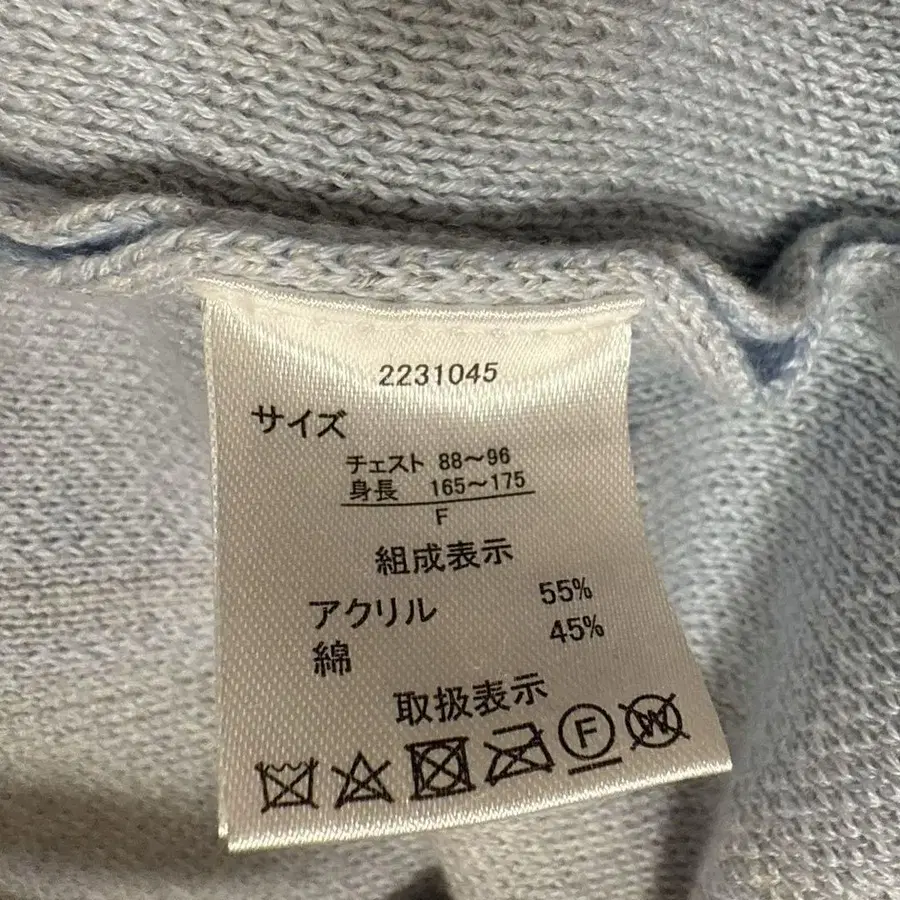 2231045
サイズ
チェスト 88～96
身長 165～175
F
組成表示
アクリル 55%
綿 45%
取扱表示
F W